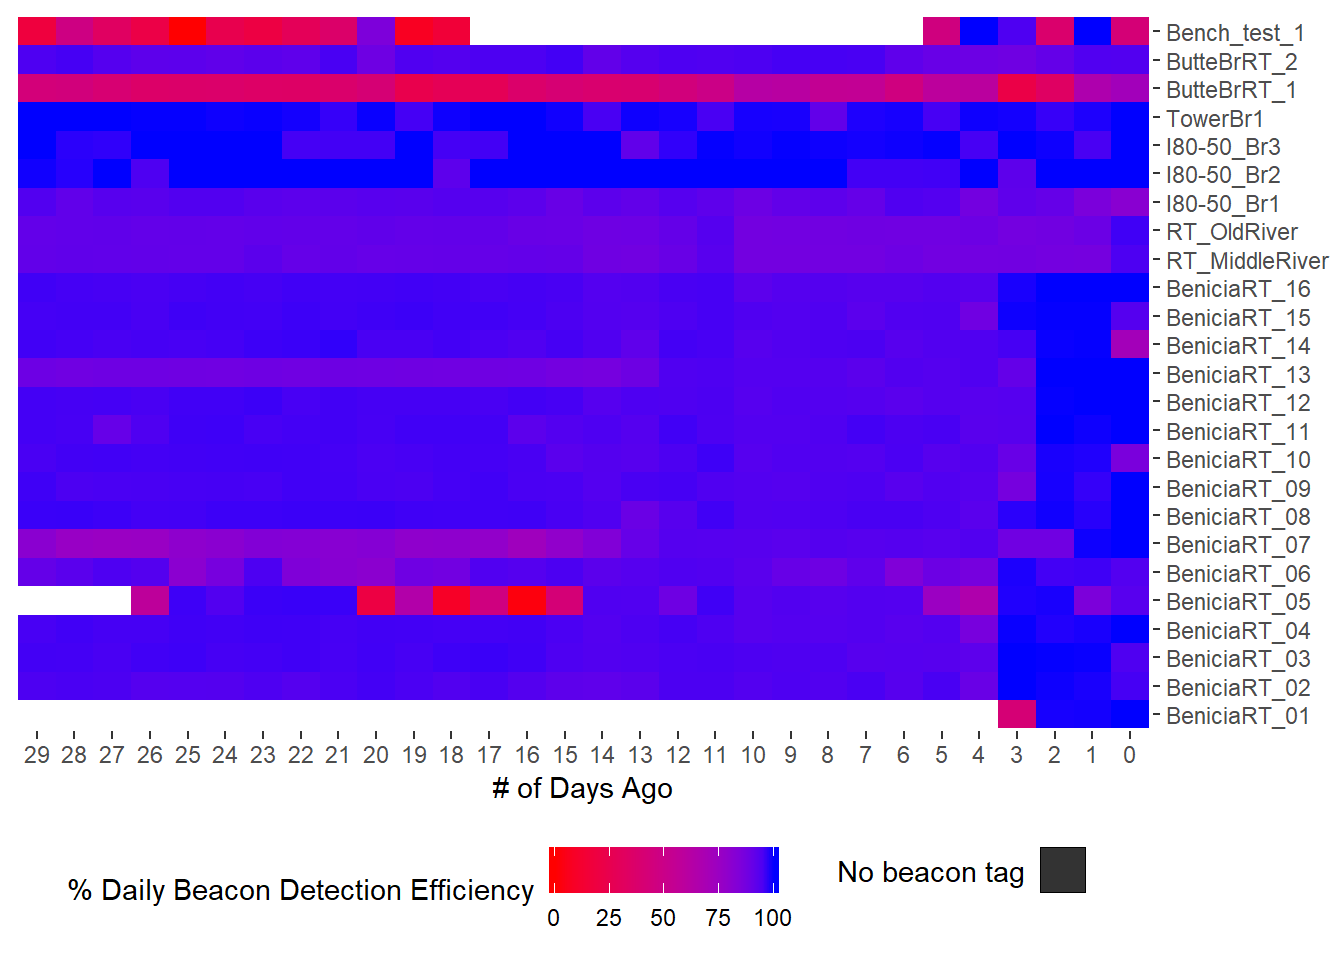 Bench_test_1
ButteBrRT_2
ButteBrRT_1
TowerBr1
I80-50_Br3
I80-50_Br2
I80-50_Br1
RT_OldRiver
RT_MiddleRiver
BeniciaRT_16
BeniciaRT_15
BeniciaRT_14
BeniciaRT_13
BeniciaRT_12
BeniciaRT_11
BeniciaRT_10
BeniciaRT_09
BeniciaRT_08
BeniciaRT_07
BeniciaRT_06
BeniciaRT_05
BeniciaRT_04
BeniciaRT_03
BeniciaRT_02
BeniciaRT_01
29 28 27 26 25 24 23 22 21 20 19 18 17 16 15 14 13 12 11 10 9 8 7 6 5 4 3 2 1 0
# of Days Ago
% Daily Beacon Detection Efficiency
0 25 50 75 100
No beacon tag